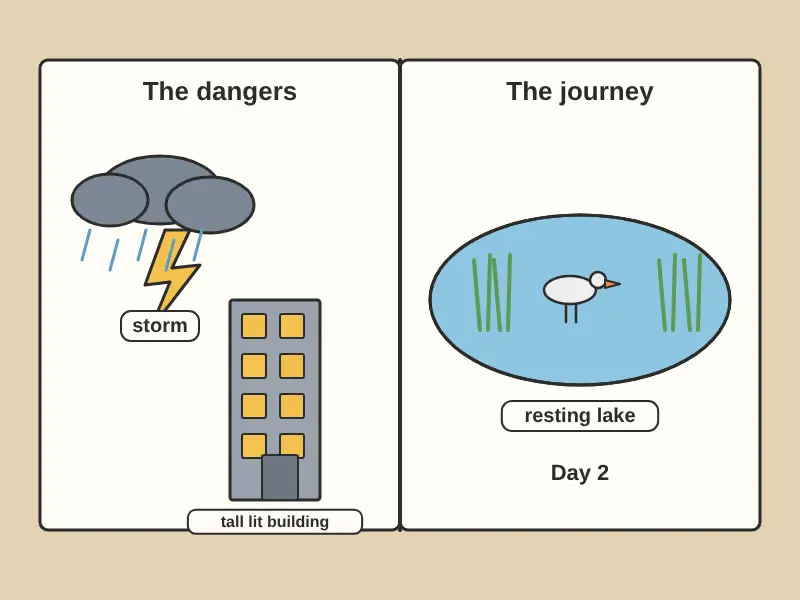 The dangers
storm
tall lit building
The journey
resting lake
Day 2